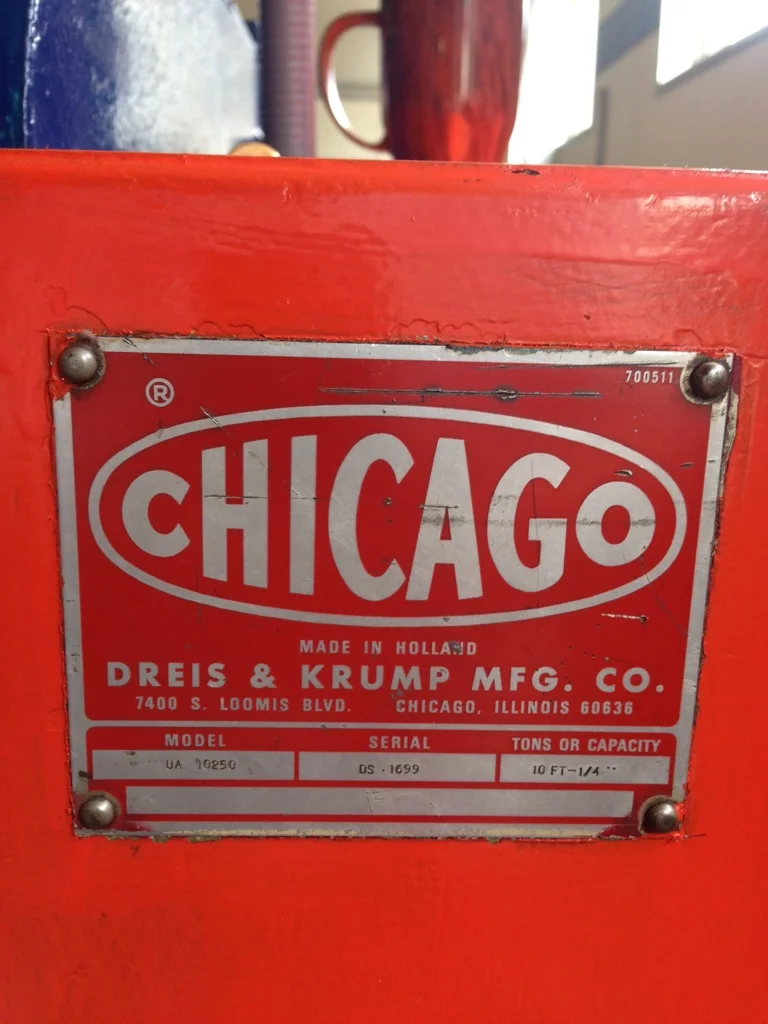 700511
®
CHICAGO
MADE IN HOLLAND
DREIS & KRUMP MFG. CO.
7400 S. LOOMIS BLVD. CHICAGO, ILLINOIS 60636
MODEL SERIAL TONS OR CAPACITY
UA 10250 DS - 1699 10 FT-1/4 "